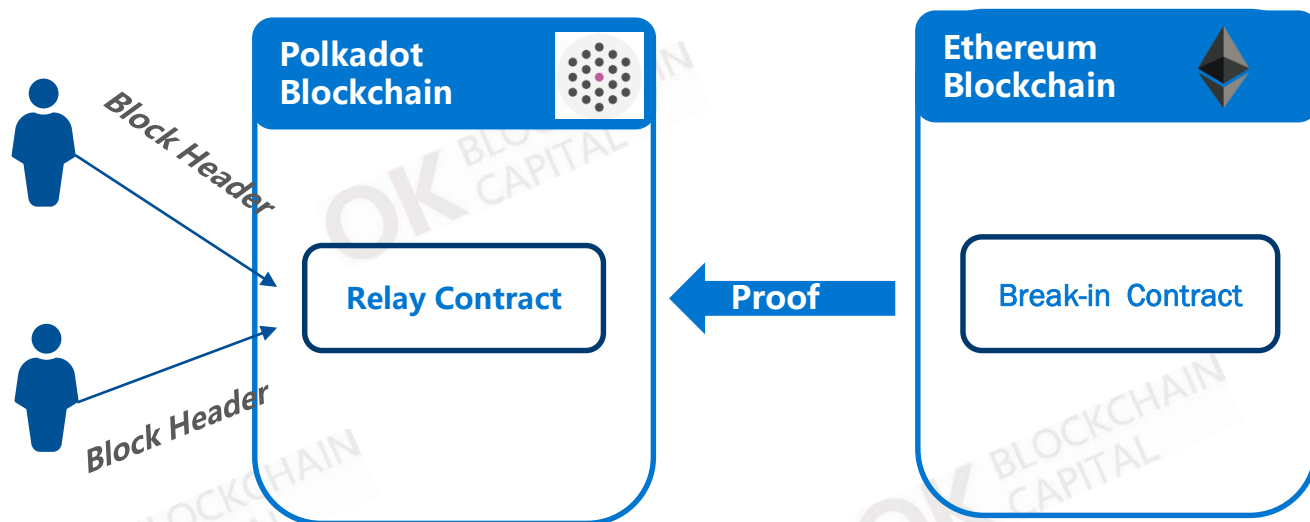 Polkadot
Blockchain
Ethereum
Blockchain
Block Header
Relay Contract
Proof
Break-in Contract
Block Header
OK BLOCKCHAIN
CAPITAL
BLOCKCHAIN
OK BLOCKCHAIN
CAPITAL